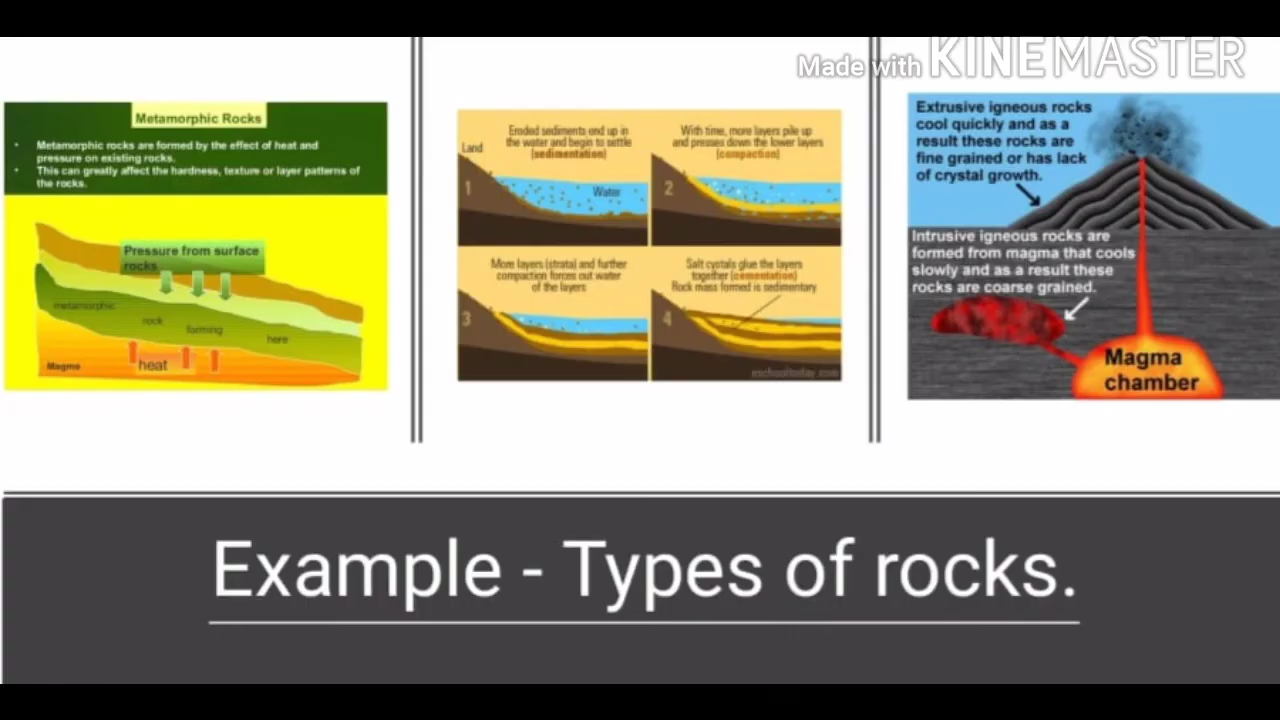 Made with KINEMASTER
Metamorphic Rocks
• Metamorphic rocks are formed by the effect of heat and
pressure on existing rocks.
• This can greatly affect the hardness, texture or layer patterns of
the rocks.
Pressure from surface
rocks
metamorphic
rock
forming
here
Magma
heat
Eroded sediments end up in
the water and begin to settle
(sedimentation)
Land
1
Water
With time, more layers pile up
and presses down the lower layers
(compaction)
2
More layers (strata) and further
compaction forces out water
of the layers
3
Salt cystals glue the layers
together (cementation)
Rock mass formed is sedimentary
4
eschooltoday.com
Extrusive igneous rocks
cool quickly and as a
result these rocks are
fine grained or has lack
of crystal growth.
Intrusive igneous rocks are
formed from magma that cools
slowly and as a result these
rocks are coarse grained.
Magma
chamber
Example - Types of rocks.